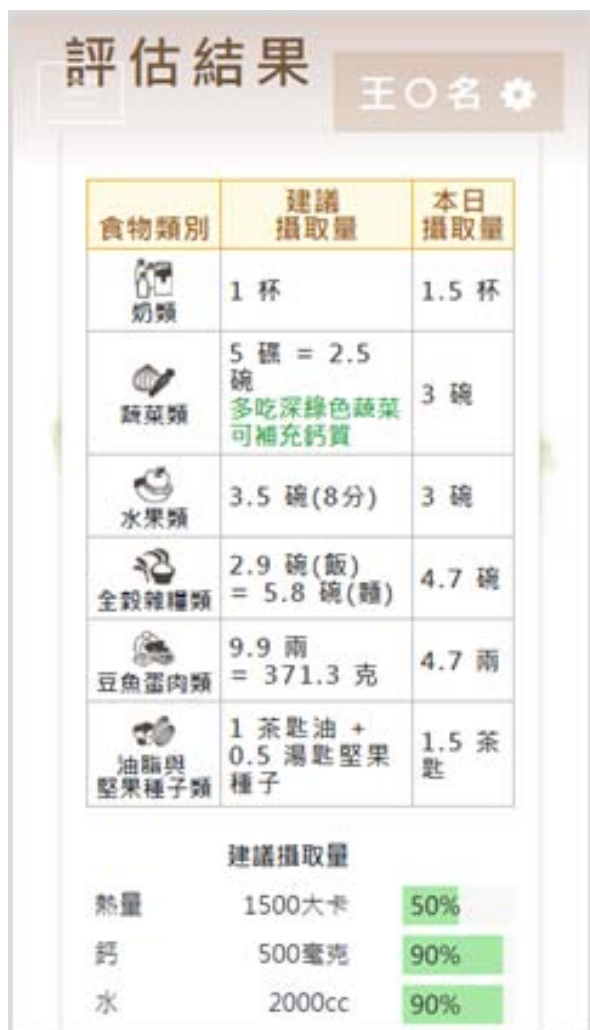 評估結果
王〇名
食物類別
建議
攝取量
本日
攝取量
奶類
1 杯
1.5 杯
蔬菜類
5 碟 = 2.5
碗
多吃深綠色蔬菜
可補充鈣質
3 碗
水果類
3.5 碗(8分)
3 碗
全穀雜糧類
2.9 碗(飯)
= 5.8 碗(麵)
4.7 碗
豆魚蛋肉類
9.9 兩
= 371.3 克
4.7 兩
油脂與
堅果種子類
1 茶匙油 +
0.5 湯匙堅果
種子
1.5 茶
匙
建議攝取量
熱量
1500大卡
50%
鈣
500毫克
90%
水
2000cc
90%